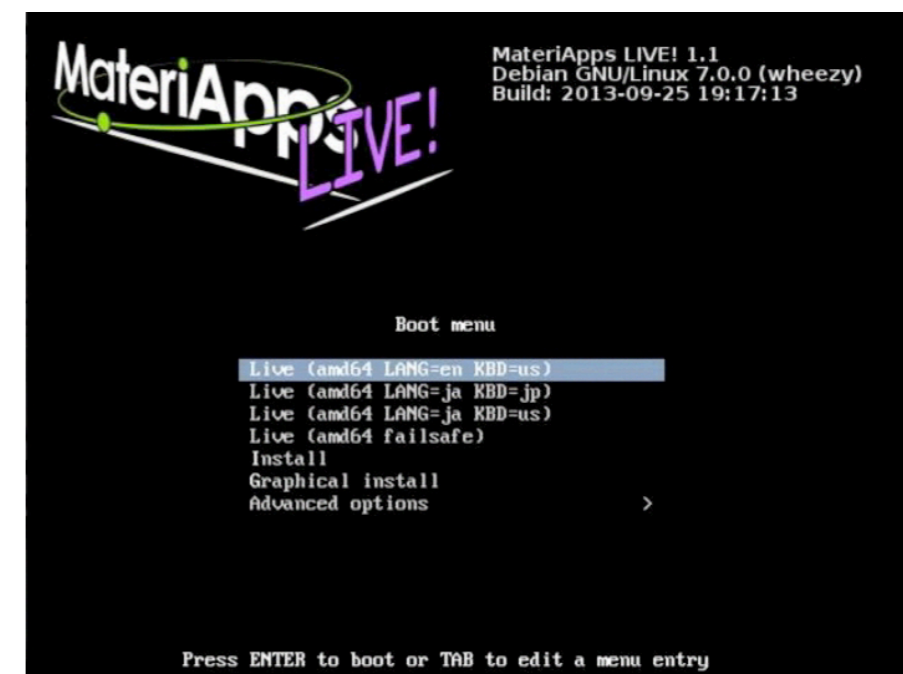 MateriApps
LIVE!
MateriApps LIVE! 1.1
Debian GNU/Linux 7.0.0 (wheezy)
Build: 2013-09-25 19:17:13
Boot menu
Live (amd64 LANG=en KBD=us)
Live (amd64 LANG=ja KBD=jp)
Live (amd64 LANG=ja KBD=us)
Live (amd64 failsafe)
Install
Graphical install
Advanced options >
Press ENTER to boot or TAB to edit a menu entry